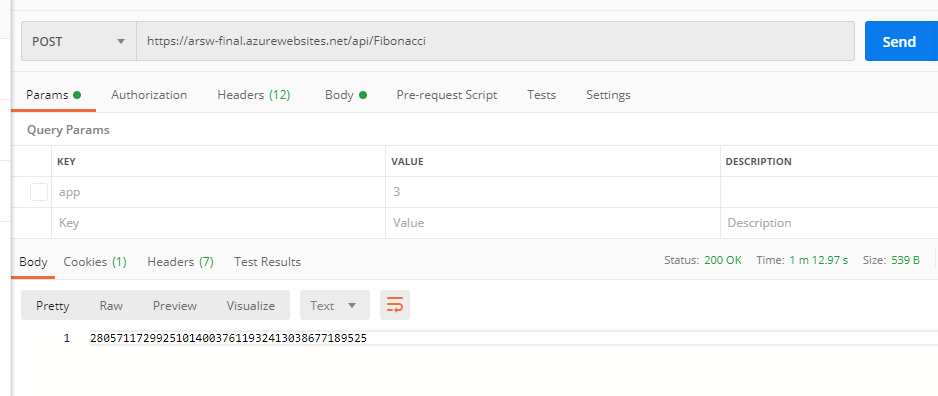 POST https://arsw-final.azurewebsites.net/api/Fibonacci Send
Params Authorization Headers (12) Body Pre-request Script Tests Settings
Query Params
KEY VALUE DESCRIPTION
app 3
Key Value Description
Body Cookies (1) Headers (7) Test Results Status: 200 OK Time: 1 m 12.97 s Size: 539 B
Pretty Raw Preview Visualize Text
1 280571172992510140037611932413038677189525